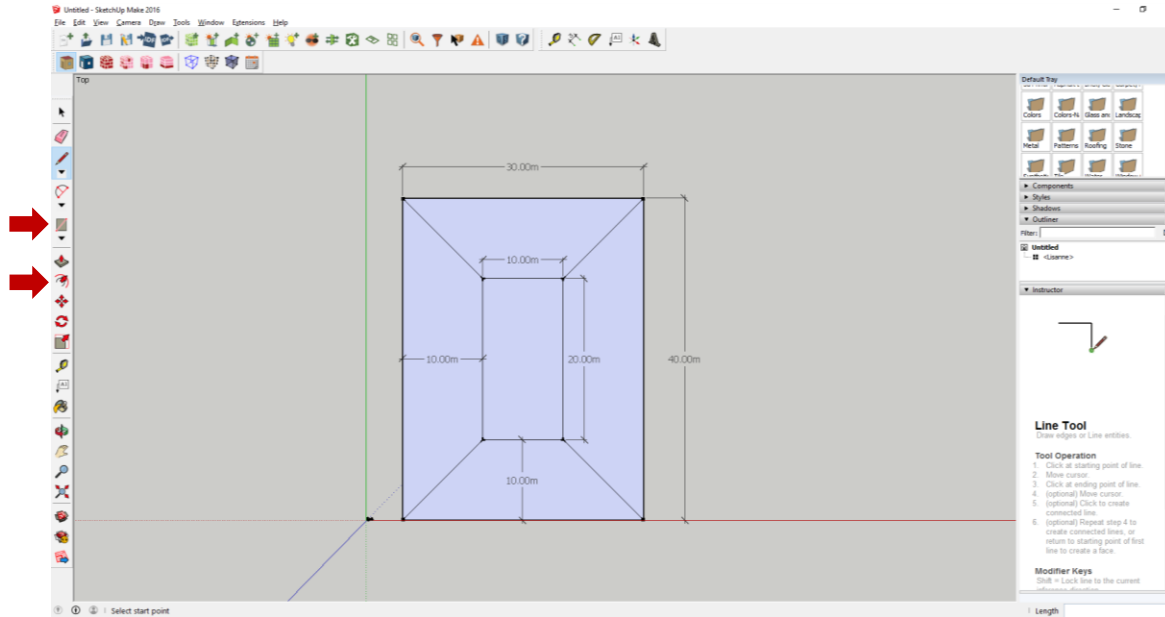 Untitled - SketchUp Make 2016
File Edit View Camera Draw Tools Window Extensions Help
Top
Default Tray
Colors Colors-Na Glass an Landscap
Metal Patterns Roofing Stone
Components
Styles
Shadows
Outliner
Filter:
Untitled
<Lisanne>
Instructor
30.00m
10.00m
10.00m
20.00m
40.00m
10.00m
Line Tool
Draw edges or Line entities.
Tool Operation
1. Click at starting point of line.
2. Move cursor.
3. Click at ending point of line.
4. (optional) Move cursor.
5. (optional) Click to create
connected line.
6. (optional) Repeat step 4 to
create connected lines, or
return to starting point of first
line to create a face.
Modifier Keys
Shift = Lock line to the current
Select start point
Length